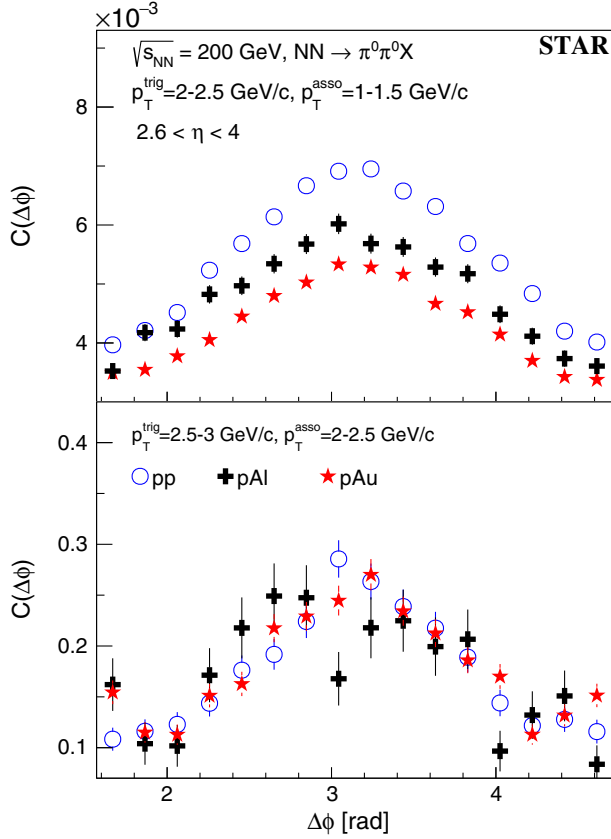 ×10⁻³
√s_NN = 200 GeV, NN → π⁰π⁰X
STAR
p_T^trig=2-2.5 GeV/c, p_T^asso=1-1.5 GeV/c
2.6 < η < 4
8
6
4
C(Δϕ)
p_T^trig=2.5-3 GeV/c, p_T^asso=2-2.5 GeV/c
pp pAl pAu
0.4
0.3
0.2
0.1
C(Δϕ)
2 3 4
Δϕ [rad]